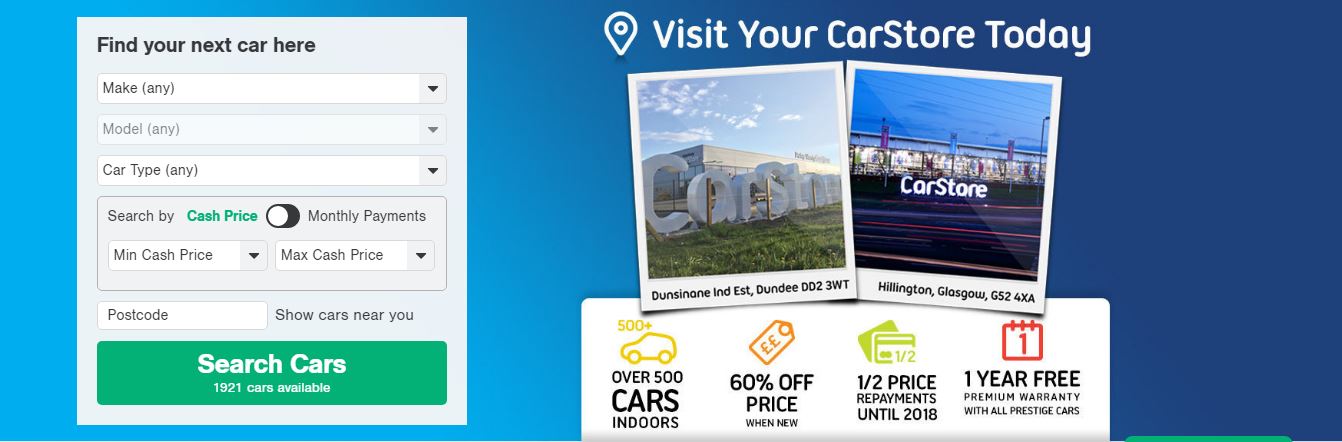 Find your next car here
Make (any)
Model (any)
Car Type (any)
Search by Cash Price Monthly Payments
Min Cash Price Max Cash Price
Postcode Show cars near you
Search Cars
1921 cars available
Visit Your CarStore Today
CarStore
CarStore
Dunsinane Ind Est, Dundee DD2 3WT
Hillington, Glasgow, G52 4XA
500+
OVER 500
CARS
INDOORS
££
60% OFF
PRICE
WHEN NEW
1/2
1/2 PRICE
REPAYMENTS
UNTIL 2018
1
1 YEAR FREE
PREMIUM WARRANTY
WITH ALL PRESTIGE CARS